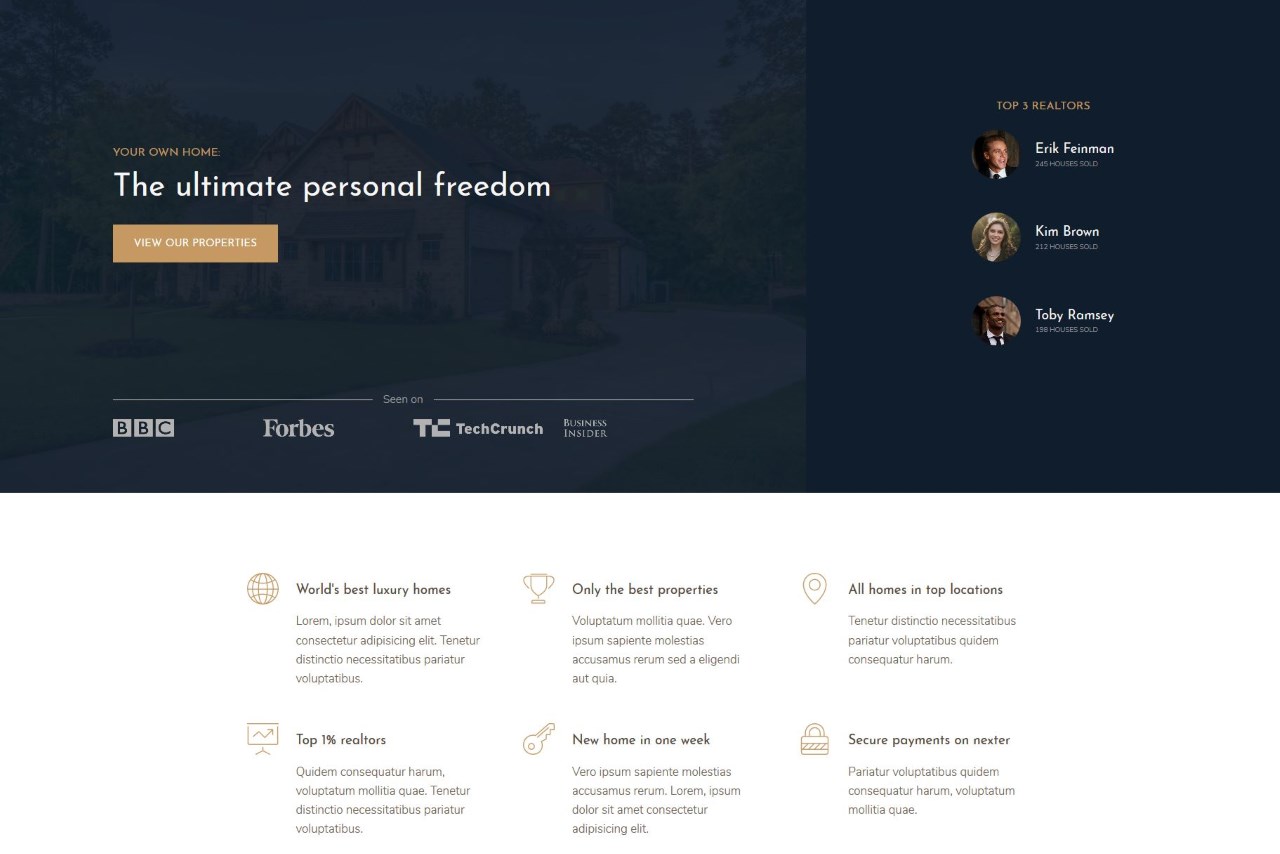 YOUR OWN HOME:
The ultimate personal freedom
VIEW OUR PROPERTIES
Seen on
BBC
Forbes
TC TechCrunch
BUSINESS
INSIDER
TOP 3 REALTORS
Erik Feinman
245 HOUSES SOLD
Kim Brown
212 HOUSES SOLD
Toby Ramsey
198 HOUSES SOLD
World's best luxury homes
Lorem, ipsum dolor sit amet
consectetur adipisicing elit. Tenetur
distinctio necessitatibus pariatur
voluptatibus.
Only the best properties
Voluptatum mollitia quae. Vero
ipsum sapiente molestias
accusamus rerum sed a eligendi
aut quia.
All homes in top locations
Tenetur distinctio necessitatibus
pariatur voluptatibus quidem
consequatur harum.
Top 1% realtors
Quidem consequatur harum,
voluptatum mollitia quae. Tenetur
distinctio necessitatibus pariatur
voluptatibus.
New home in one week
Vero ipsum sapiente molestias
accusamus rerum. Lorem, ipsum
dolor sit amet consectetur
adipisicing elit.
Secure payments on nexter
Pariatur voluptatibus quidem
consequatur harum, voluptatum
mollitia quae.